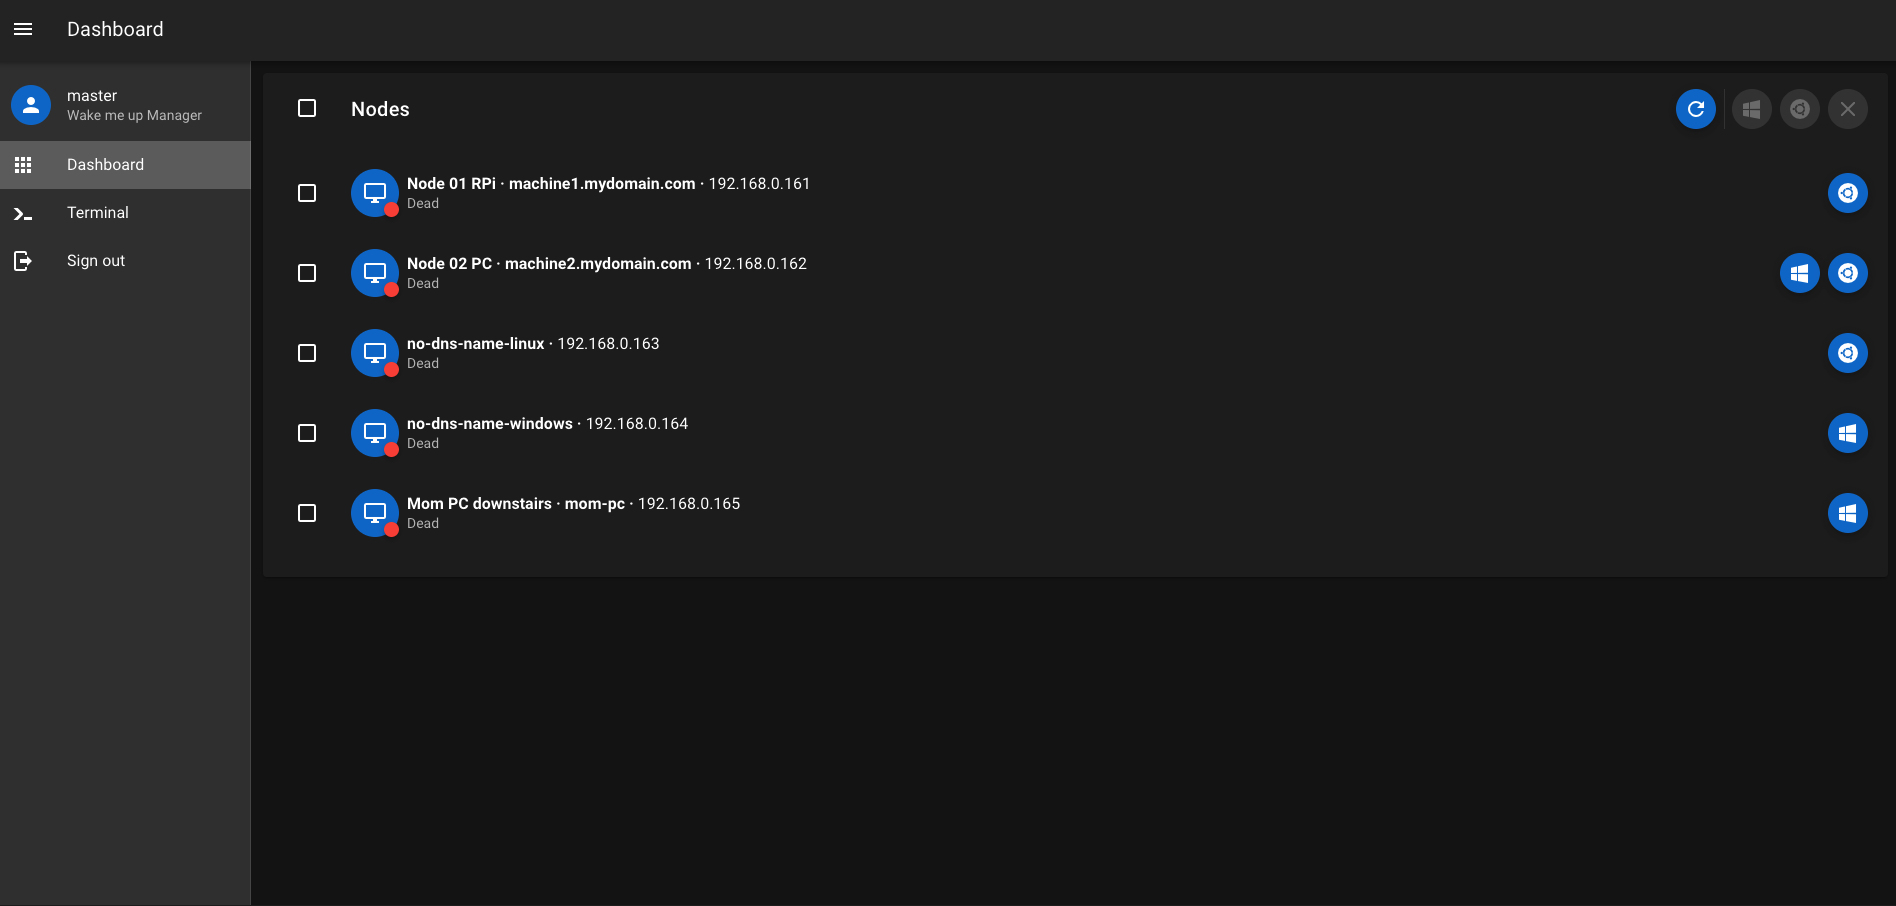 Dashboard
master
Wake me up Manager
Dashboard
Terminal
Sign out
Nodes
Node 01 RPi · machine1.mydomain.com · 192.168.0.161
Dead
Node 02 PC · machine2.mydomain.com · 192.168.0.162
Dead
no-dns-name-linux · 192.168.0.163
Dead
no-dns-name-windows · 192.168.0.164
Dead
Mom PC downstairs · mom-pc · 192.168.0.165
Dead